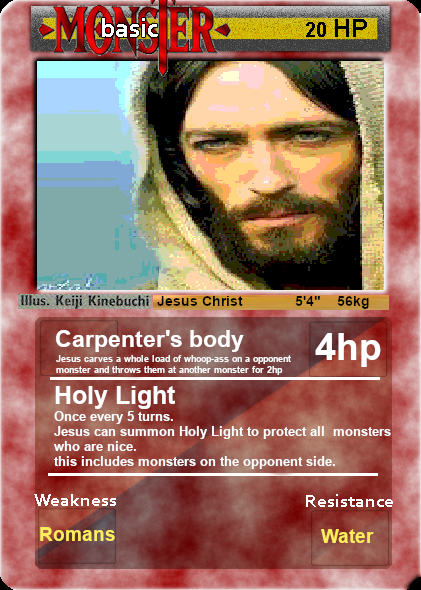 MONSTER
basic
20 HP
Illus. Keiji Kinebuchi Jesus Christ 5'4" 56kg
Carpenter's body
4hp
Jesus carves a whole load of whoop-ass on a opponent
monster and throws them at another monster for 2hp
Holy Light
Once every 5 turns.
Jesus can summon Holy Light to protect all monsters
who are nice.
this includes monsters on the opponent side.
Weakness
Resistance
Romans
Water